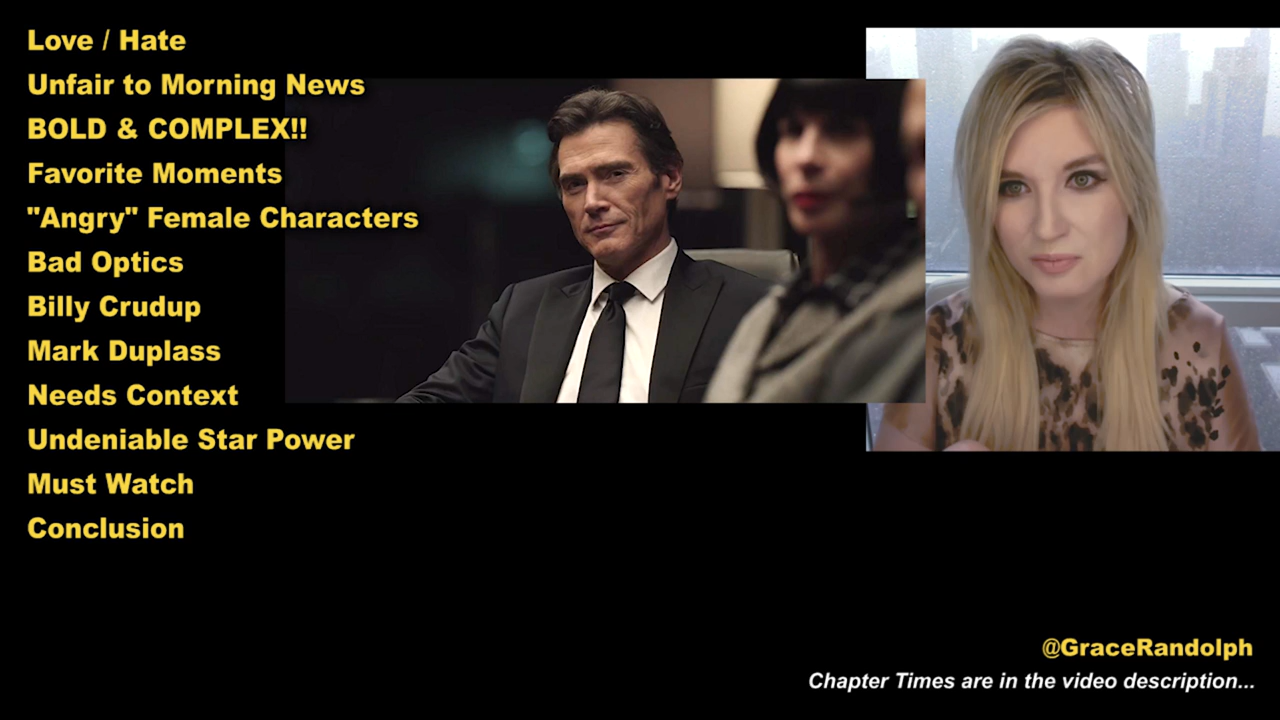 Love / Hate
Unfair to Morning News
BOLD & COMPLEX!!
Favorite Moments
"Angry" Female Characters
Bad Optics
Billy Crudup
Mark Duplass
Needs Context
Undeniable Star Power
Must Watch
Conclusion
@GraceRandolph
Chapter Times are in the video description...